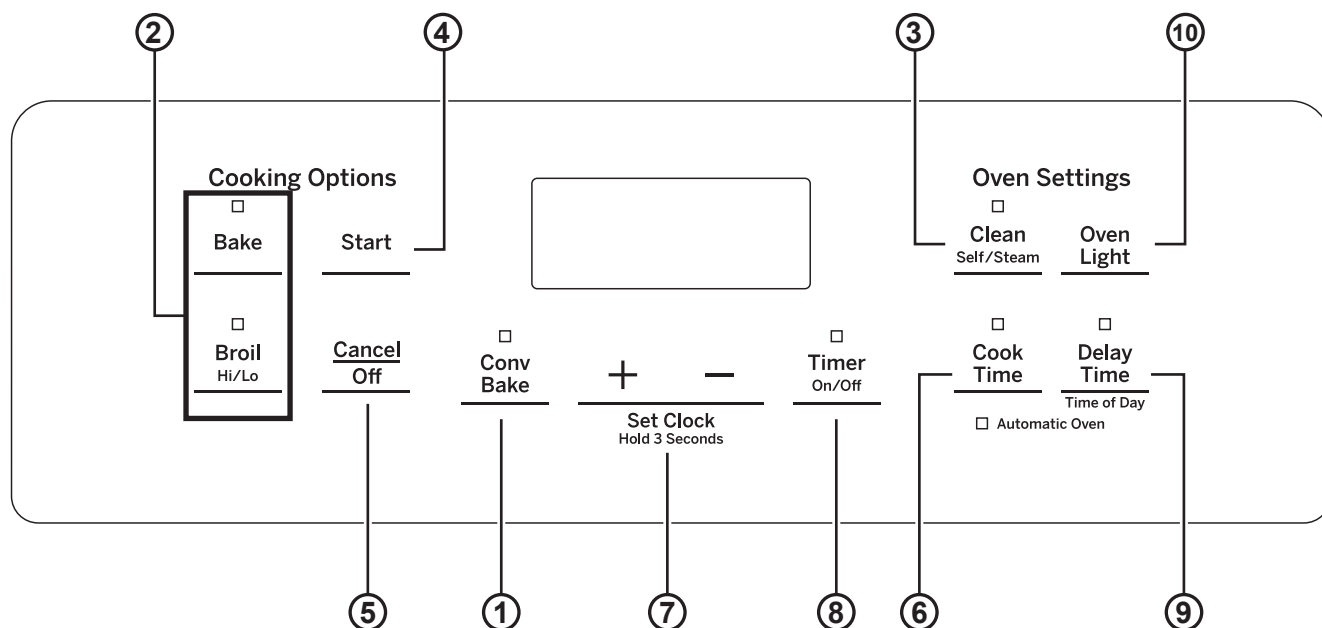 2
4
3
10
Cooking Options
Oven Settings
Bake
Start
Clean
Self/Steam
Oven
Light
Broil
Hi/Lo
Cancel
Off
Conv
Bake
+ −
Set Clock
Hold 3 Seconds
Timer
On/Off
Cook
Time
Delay
Time
Time of Day
Automatic Oven
5
1
7
8
6
9